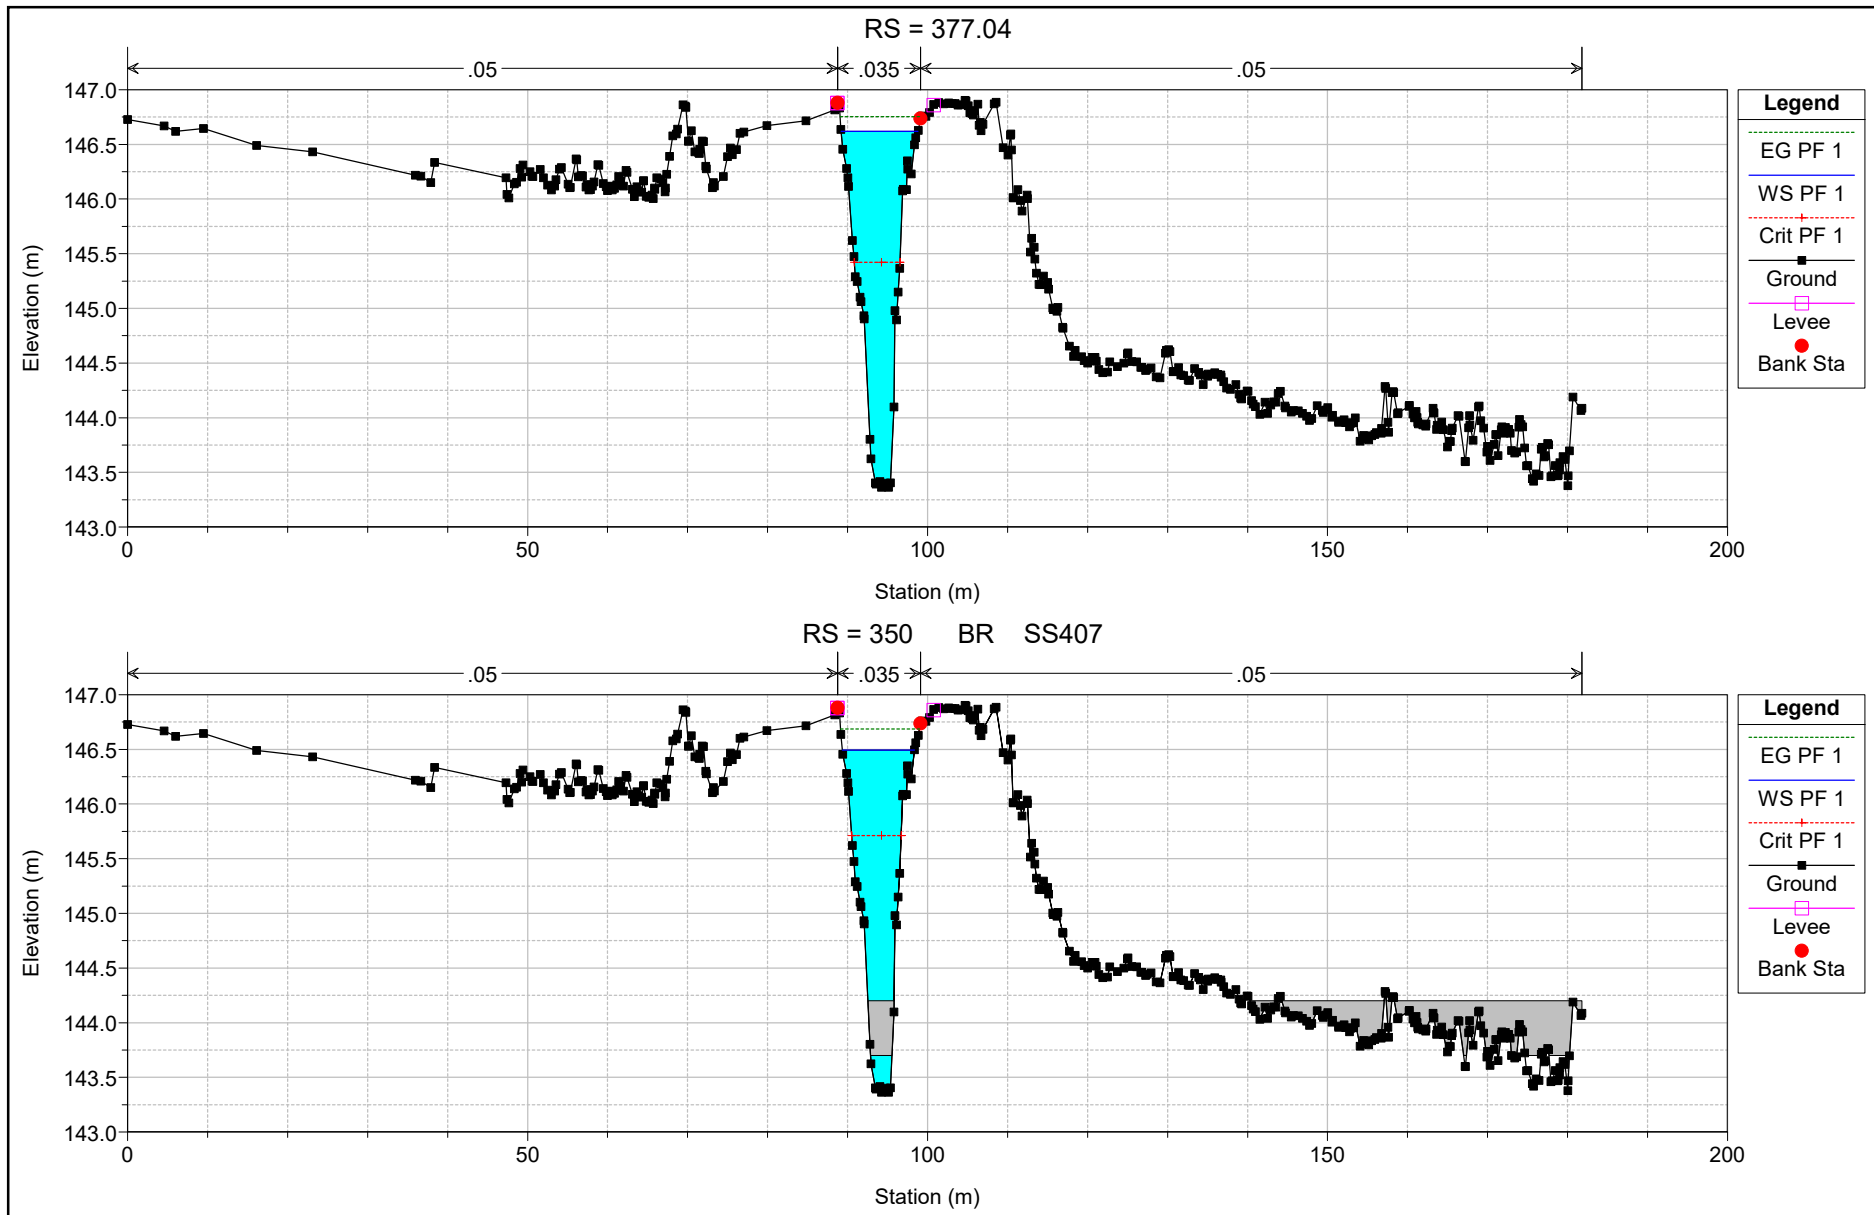 RS = 377.04
.05 .035 .05
147.0
146.5
146.0
145.5
145.0
144.5
144.0
143.5
143.0
Elevation (m)
0 50 100 150 200
Station (m)
Legend
EG PF 1
WS PF 1
Crit PF 1
Ground
Levee
Bank Sta
RS = 350 BR SS407
.05 .035 .05
147.0
146.5
146.0
145.5
145.0
144.5
144.0
143.5
143.0
Elevation (m)
0 50 100 150 200
Station (m)
Legend
EG PF 1
WS PF 1
Crit PF 1
Ground
Levee
Bank Sta